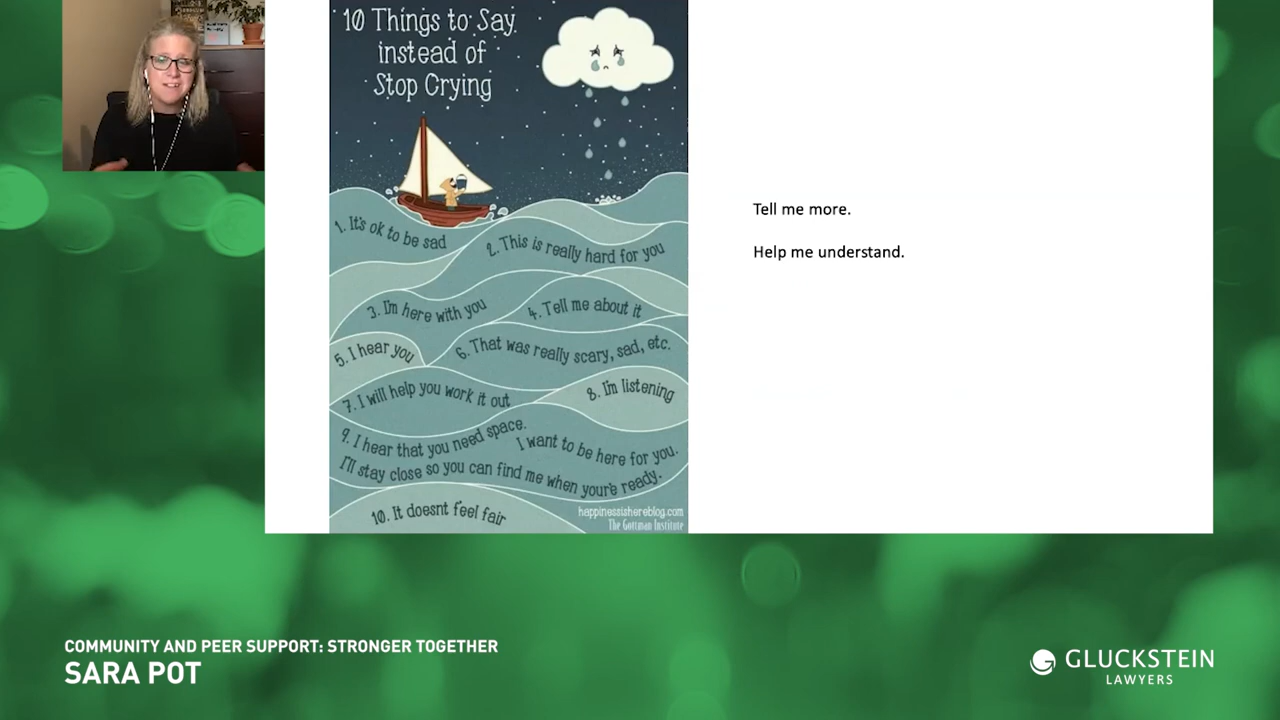 10 Things to Say
instead of
Stop Crying
1. It's ok to be sad
2. This is really hard for you
3. I'm here with you
4. Tell me about it
5. I hear you
6. That was really scary, sad, etc.
7. I will help you work it out
8. I'm listening
9. I hear that you need space.
I want to be here for you.
I'll stay close so you can find me when you're ready.
10. It doesnt feel fair
happinessishereblog.com
The Gottman Institute
Tell me more.
Help me understand.
COMMUNITY AND PEER SUPPORT: STRONGER TOGETHER
SARA POT
GLUCKSTEIN
LAWYERS